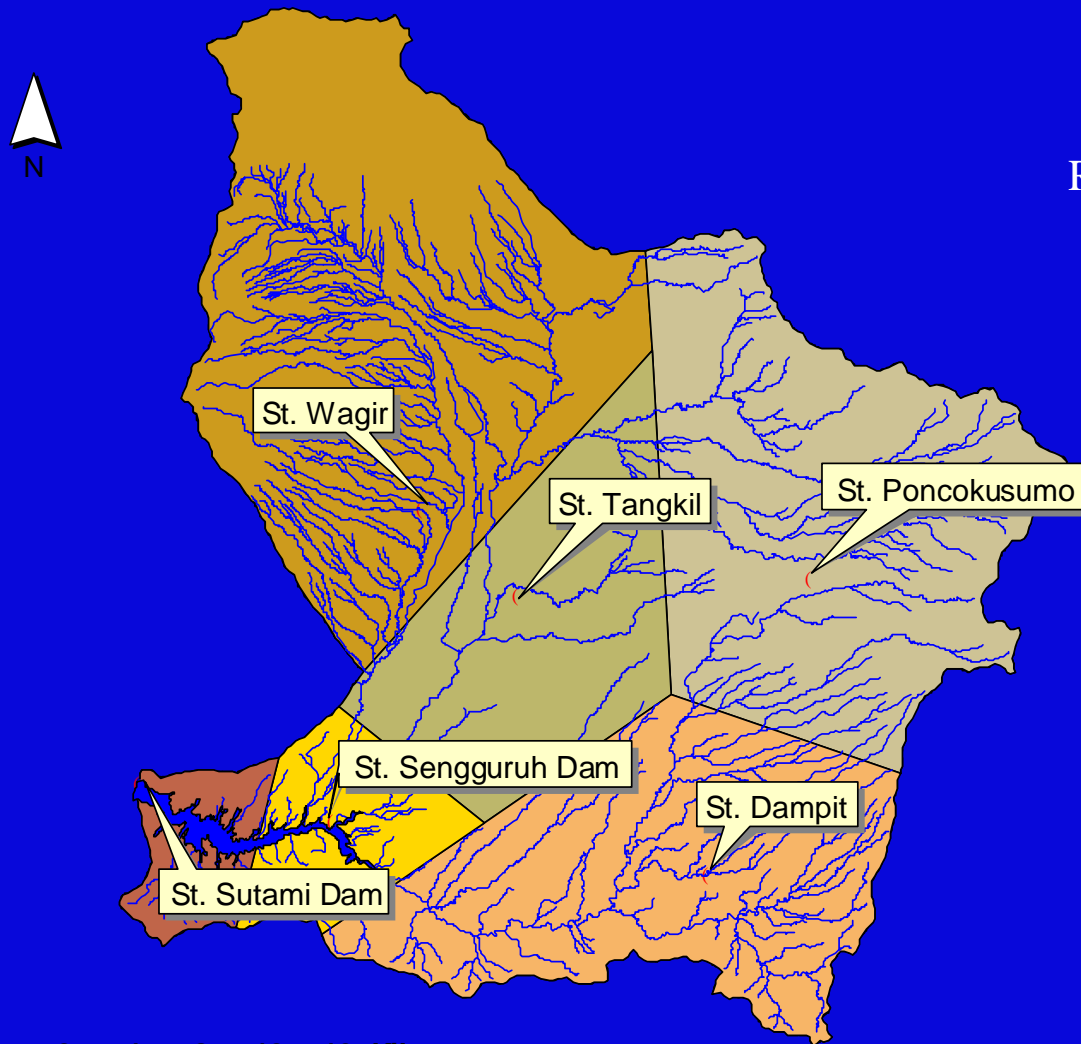 N
R
St. Wagir
St. Tangkil
St. Poncokusumo
St. Sengguruh Dam
St. Dampit
St. Sutami Dam